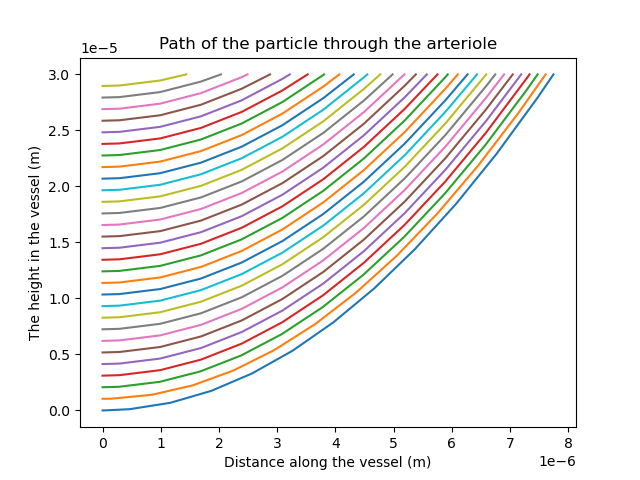 Path of the particle through the arteriole
1e−5
The height in the vessel (m)
3.0
2.5
2.0
1.5
1.0
0.5
0.0
0 1 2 3 4 5 6 7 8
Distance along the vessel (m)
1e−6